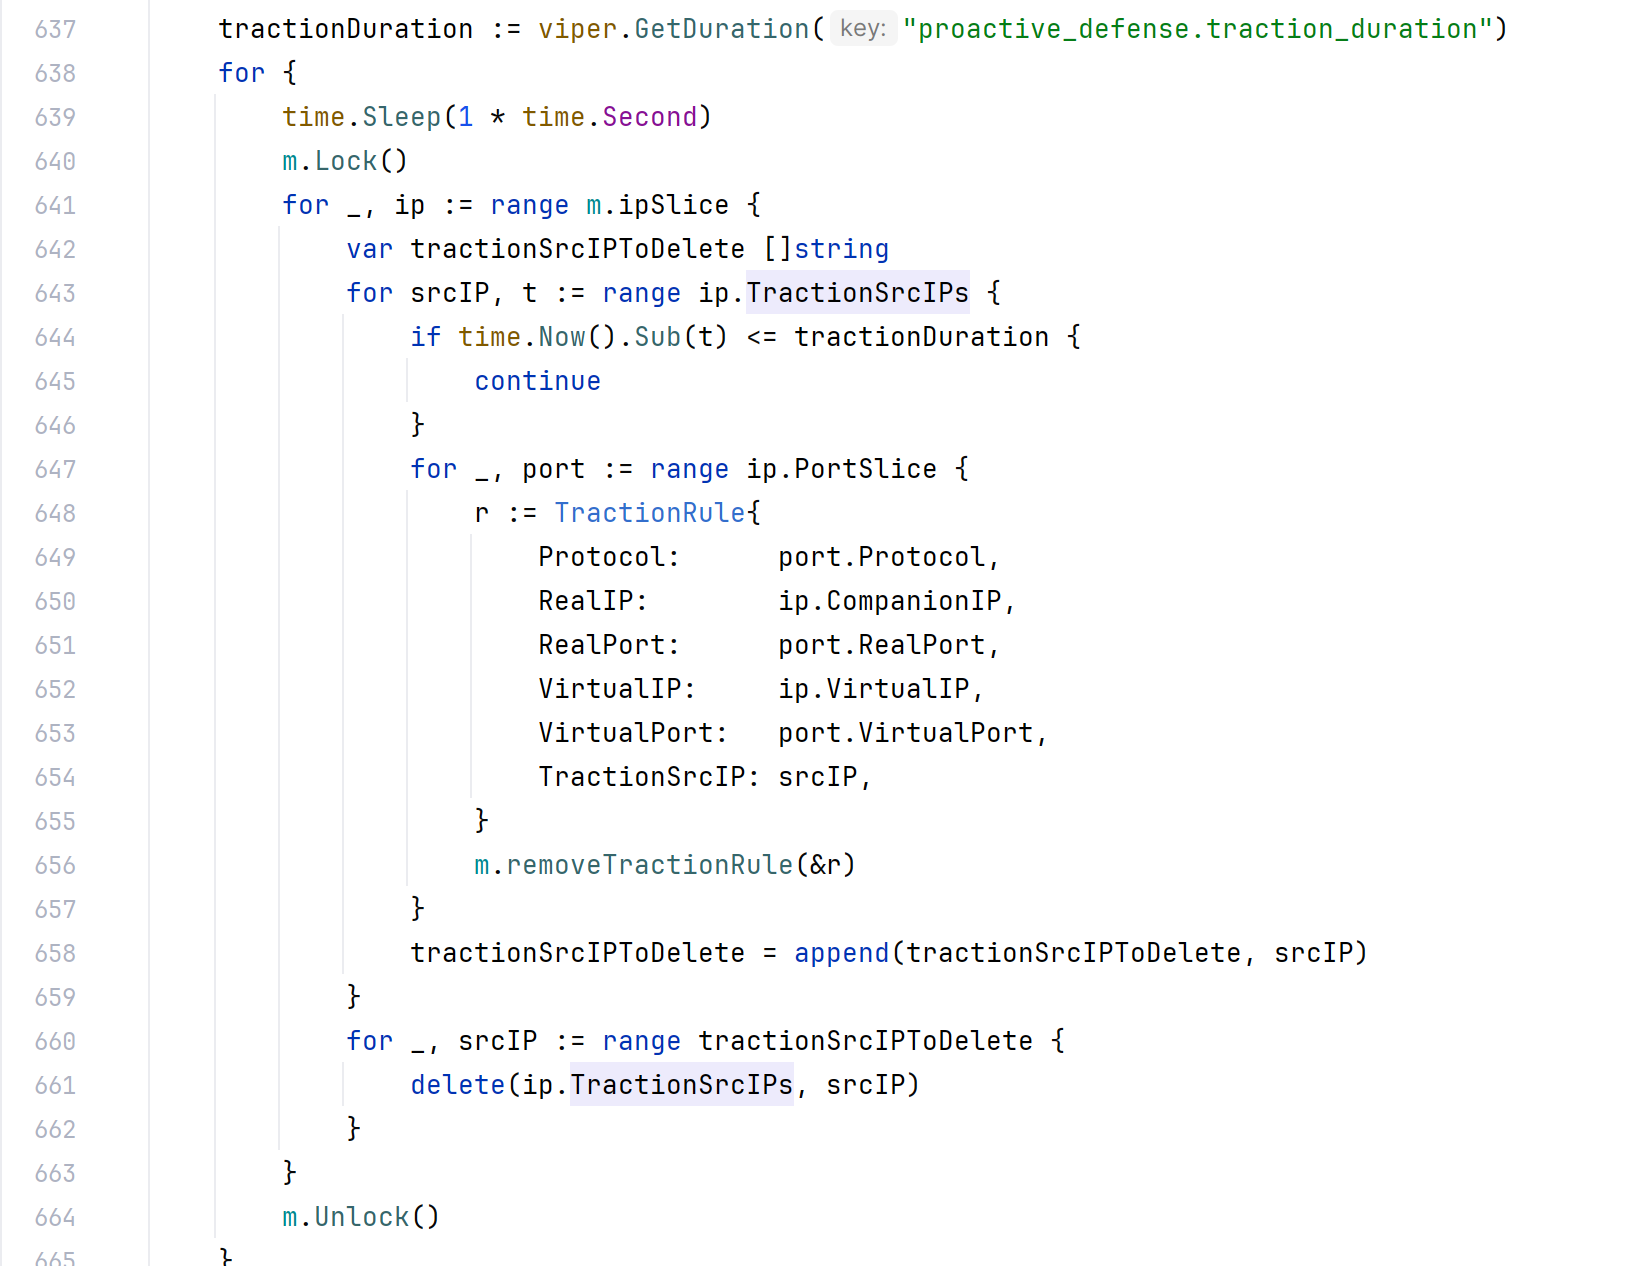 637 tractionDuration := viper.GetDuration( key: "proactive_defense.traction_duration")
638 for {
639 time.Sleep(1 * time.Second)
640 m.Lock()
641 for _, ip := range m.ipSlice {
642 var tractionSrcIPToDelete []string
643 for srcIP, t := range ip.TractionSrcIPs {
644 if time.Now().Sub(t) <= tractionDuration {
645 continue
646 }
647 for _, port := range ip.PortSlice {
648 r := TractionRule{
649 Protocol: port.Protocol,
650 RealIP: ip.CompanionIP,
651 RealPort: port.RealPort,
652 VirtualIP: ip.VirtualIP,
653 VirtualPort: port.VirtualPort,
654 TractionSrcIP: srcIP,
655 }
656 m.removeTractionRule(&r)
657 }
658 tractionSrcIPToDelete = append(tractionSrcIPToDelete, srcIP)
659 }
660 for _, srcIP := range tractionSrcIPToDelete {
661 delete(ip.TractionSrcIPs, srcIP)
662 }
663 }
664 m.Unlock()
665 }